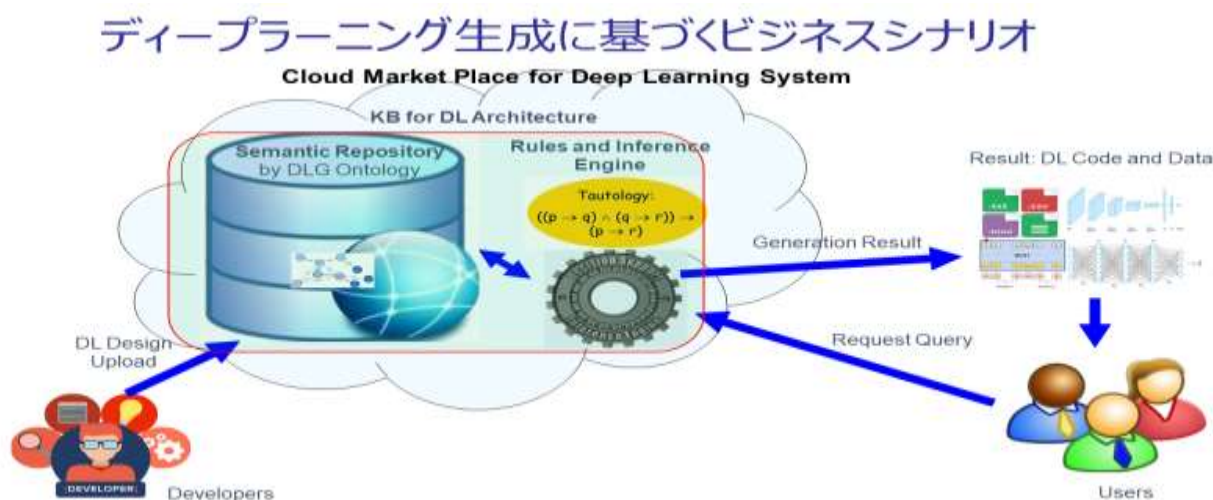 ディープラーニング生成に基づくビジネスシナリオ
Cloud Market Place for Deep Learning System
KB for DL Architecture
Semantic Repository
by DLG Ontology
Rules and Inference
Engine
Tautology:
((p → q) ∧ (q → r)) →
(p → r)
Result: DL Code and Data
Generation Result
Request Query
DL Design
Upload
DEVELOPER
Developers
Users